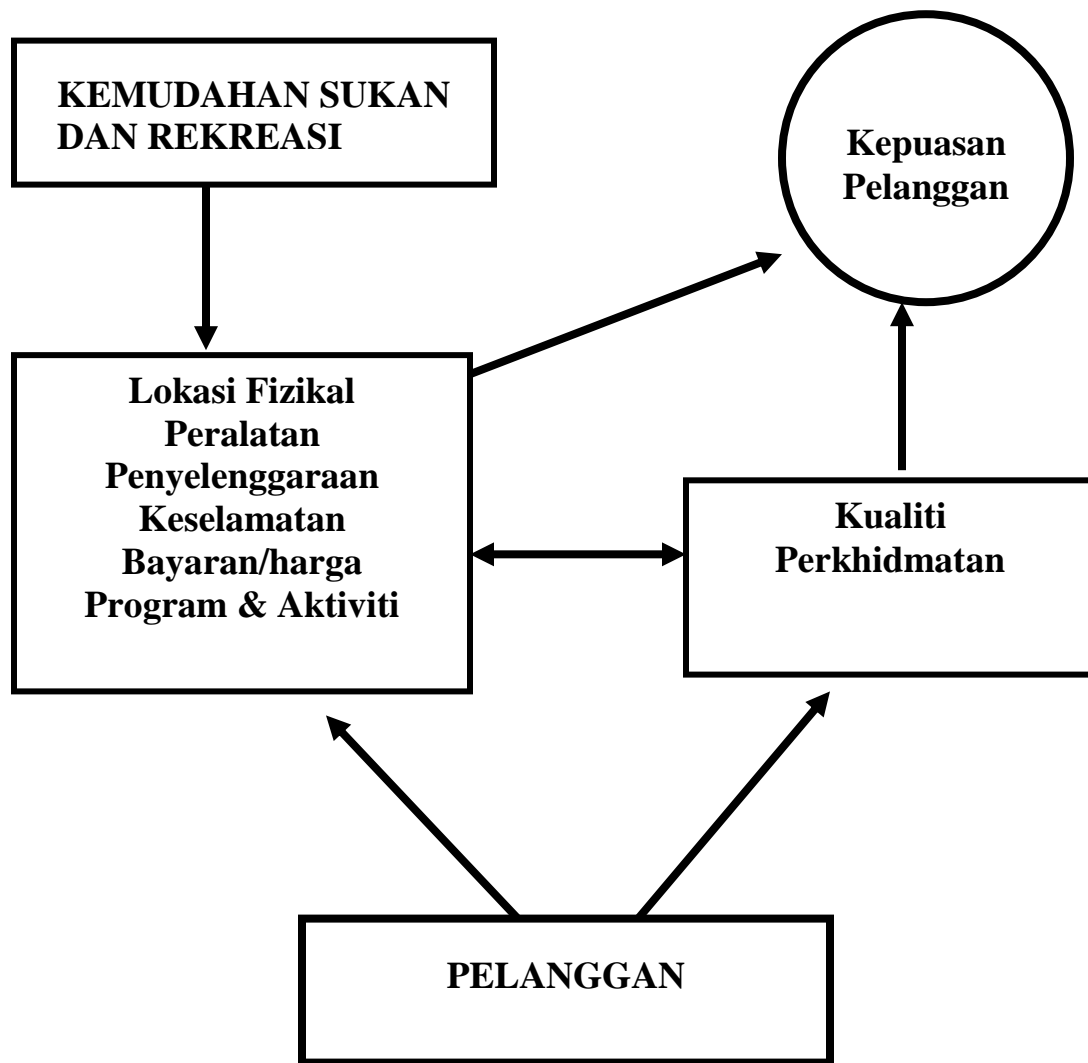 KEMUDAHAN SUKAN
DAN REKREASI
Kepuasan
Pelanggan
Lokasi Fizikal
Peralatan
Penyelenggaraan
Keselamatan
Bayaran/harga
Program & Aktiviti
Kualiti
Perkhidmatan
PELANGGAN